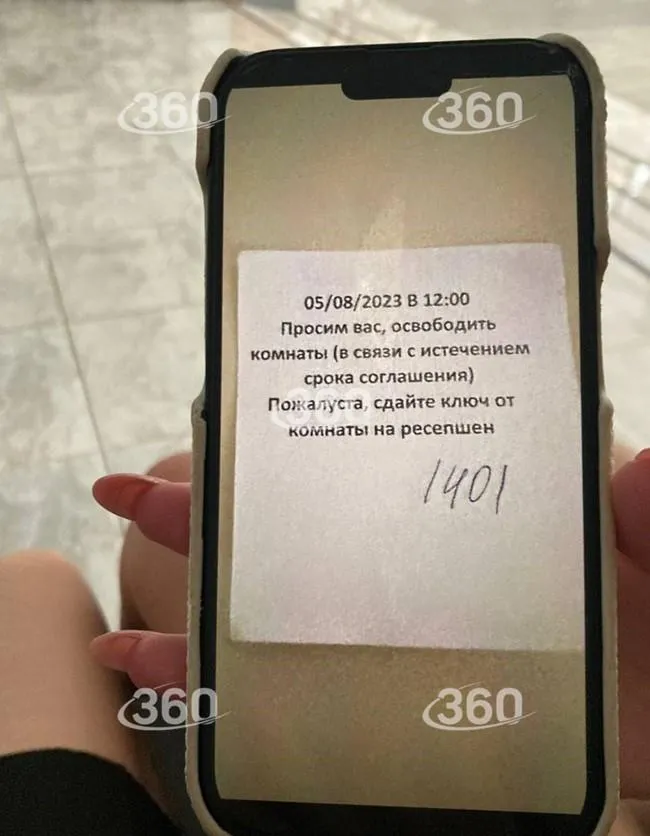 360 360
05/08/2023 В 12:00
Просим вас, освободить
комнаты (в связи с истечением
срока соглашения)
360
Пожалуста, сдайте ключ от
комнаты на ресепшен
1401
360 360